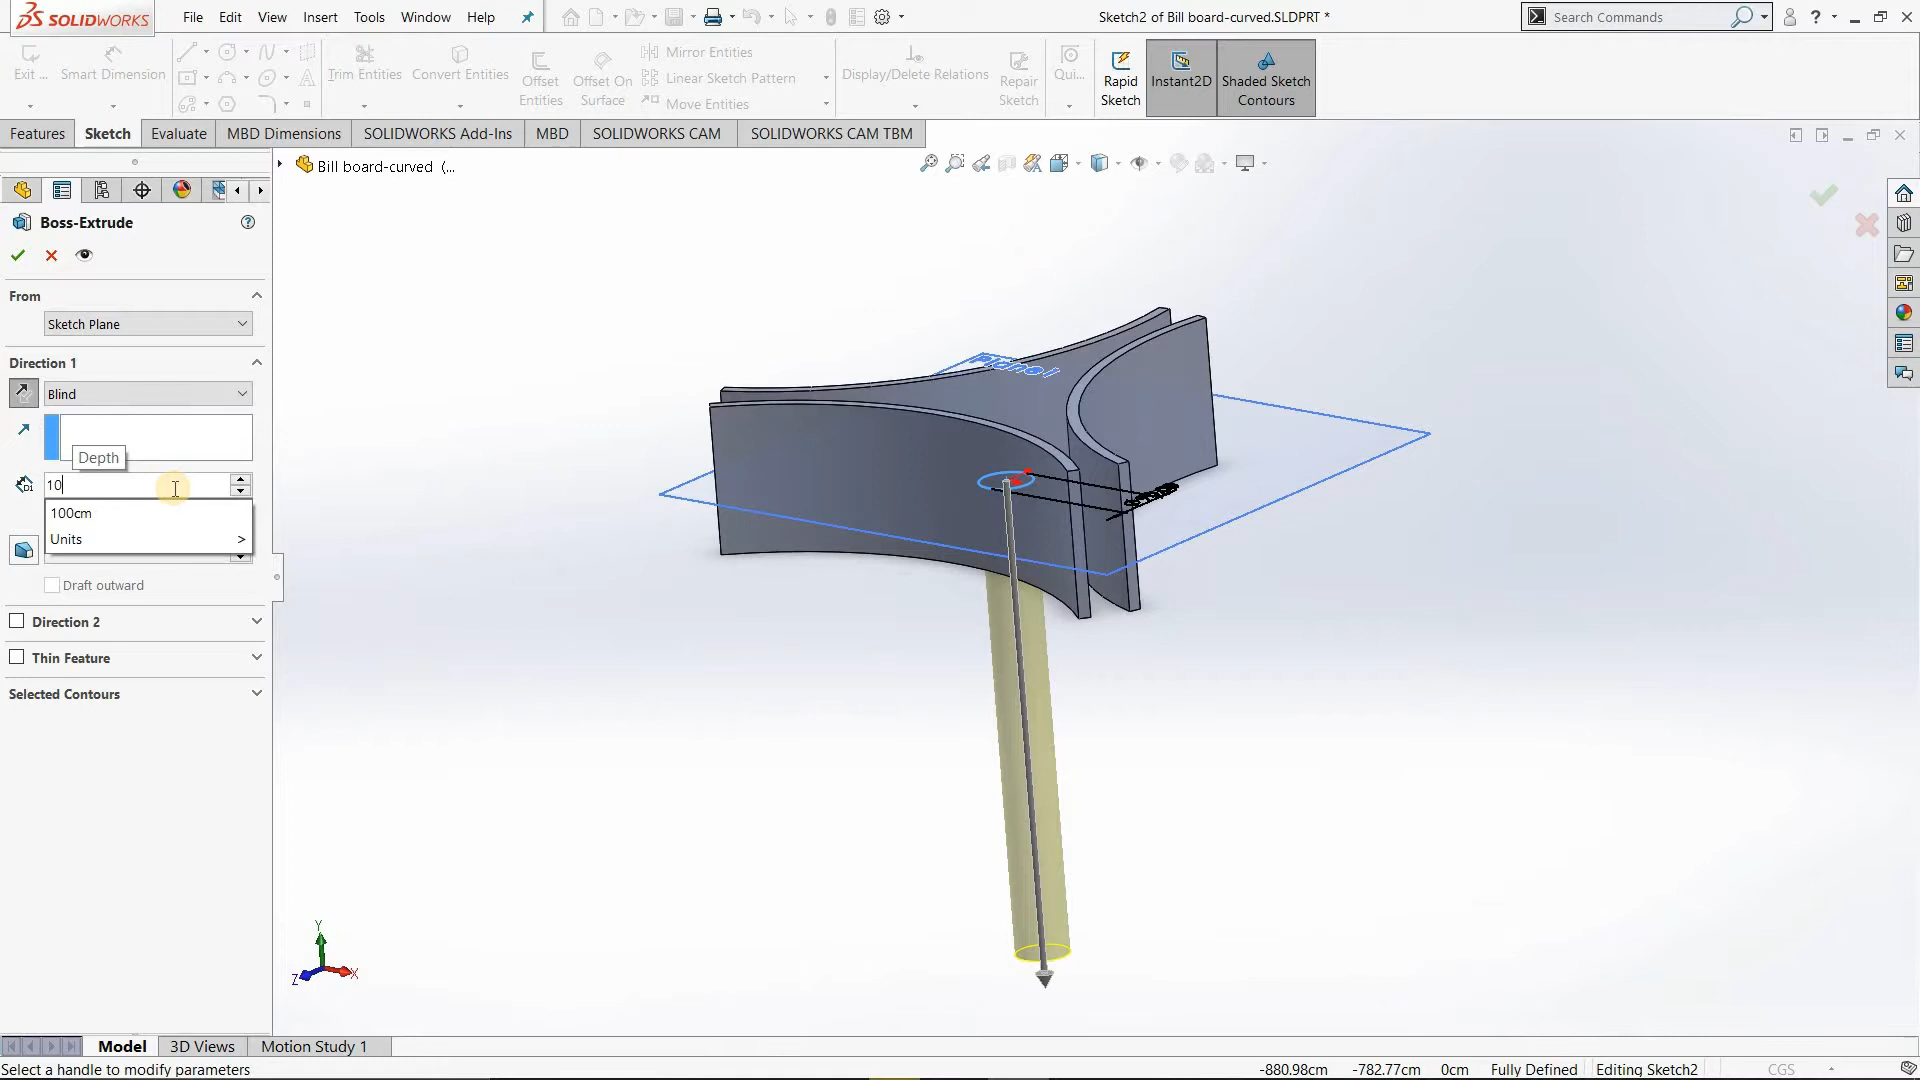 SOLIDWORKS
File Edit View Insert Tools Window Help
Sketch2 of Bill board-curved.SLDPRT *
Search Commands
?
Exit ...
Smart Dimension
Trim Entities
Convert Entities
Offset Entities
Offset On Surface
Mirror Entities
Linear Sketch Pattern
Move Entities
Display/Delete Relations
Repair Sketch
Qui...
Rapid Sketch
Instant2D
Shaded Sketch Contours
Features Sketch Evaluate MBD Dimensions SOLIDWORKS Add-Ins MBD SOLIDWORKS CAM SOLIDWORKS CAM TBM
Bill board-curved (...
Boss-Extrude
From
Sketch Plane
Direction 1
Blind
Depth
10
100cm
Units >
Draft outward
Direction 2
Thin Feature
Selected Contours
Plane1
Y
Z
X
Model 3D Views Motion Study 1
Select a handle to modify parameters
-880.98cm -782.77cm 0cm Fully Defined Editing Sketch2 CGS